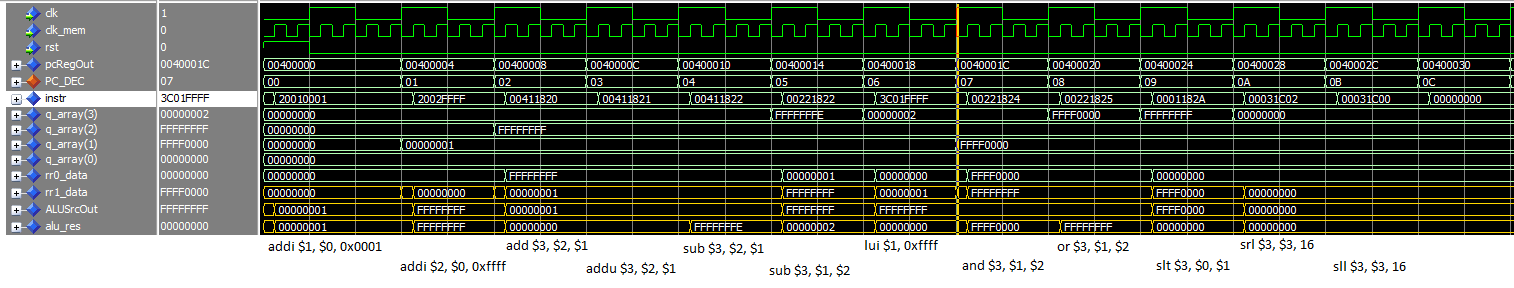 clk 1
clk_mem 0
rst 0
pcRegOut 0040001C 00400000 00400004 00400008 0040000C 00400010 00400014 00400018 0040001C 00400020 00400024 00400028 0040002C 00400030
PC_DEC 07 00 01 02 03 04 05 06 07 08 09 0A 0B 0C
instr 3C01FFFF 20010001 2002FFFF 00411820 00411821 00411822 00221822 3C01FFFF 00221824 00221825 0001182A 00031C02 00031C00 00000000
q_array(3) 00000002 00000000 FFFFFFFE 00000002 FFFF0000 FFFFFFFF 00000000
q_array(2) FFFFFFFF 00000000 FFFFFFFF
q_array(1) FFFF0000 00000000 00000001 FFFF0000
q_array(0) 00000000 00000000
rr0_data 00000000 00000000 FFFFFFFF 00000001 00000000 FFFF0000 00000000
rr1_data FFFF0000 00000000 00000000 00000001 FFFFFFFF 00000001 FFFFFFFF FFFF0000 00000000
ALUSrcOut FFFFFFFF 00000001 FFFFFFFF 00000001 FFFFFFFF FFFFFFFF FFFF0000 00000000
alu_res 00000000 00000001 FFFFFFFF 00000000 FFFFFFFE 00000002 00000000 FFFF0000 FFFFFFFF 00000000 00000000
addi $1, $0, 0x0001 add $3, $2, $1 sub $3, $2, $1 lui $1, 0xffff or $3, $1, $2 srl $3, $3, 16
addi $2, $0, 0xffff addu $3, $2, $1 sub $3, $1, $2 and $3, $1, $2 slt $3, $0, $1 sll $3, $3, 16